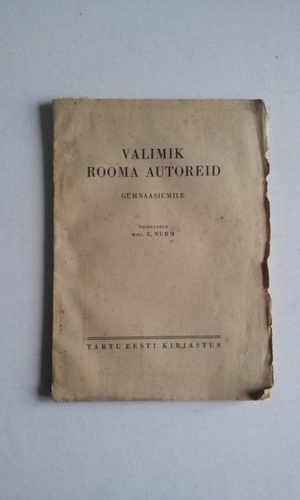 VALIMIK
ROOMA AUTOREID
GÜMNAASIUMILE
TOIMETANUD
MAG. E. NURM
TARTU EESTI KIRJASTUS